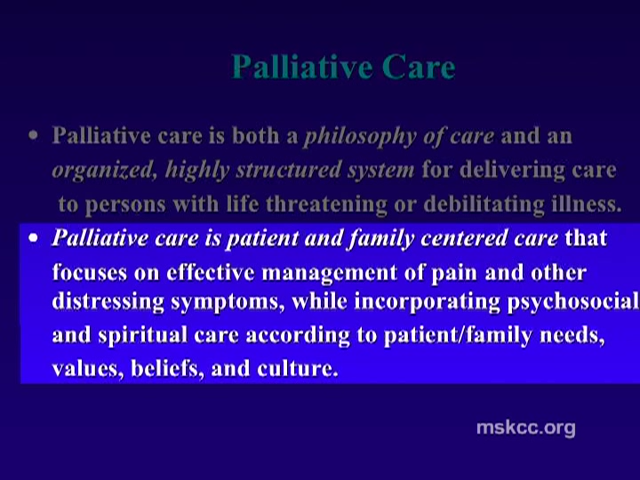 Palliative Care
• Palliative care is both a philosophy of care and an
organized, highly structured system for delivering care
to persons with life threatening or debilitating illness.
• Palliative care is patient and family centered care that
focuses on effective management of pain and other
distressing symptoms, while incorporating psychosocial
and spiritual care according to patient/family needs,
values, beliefs, and culture.
mskcc.org